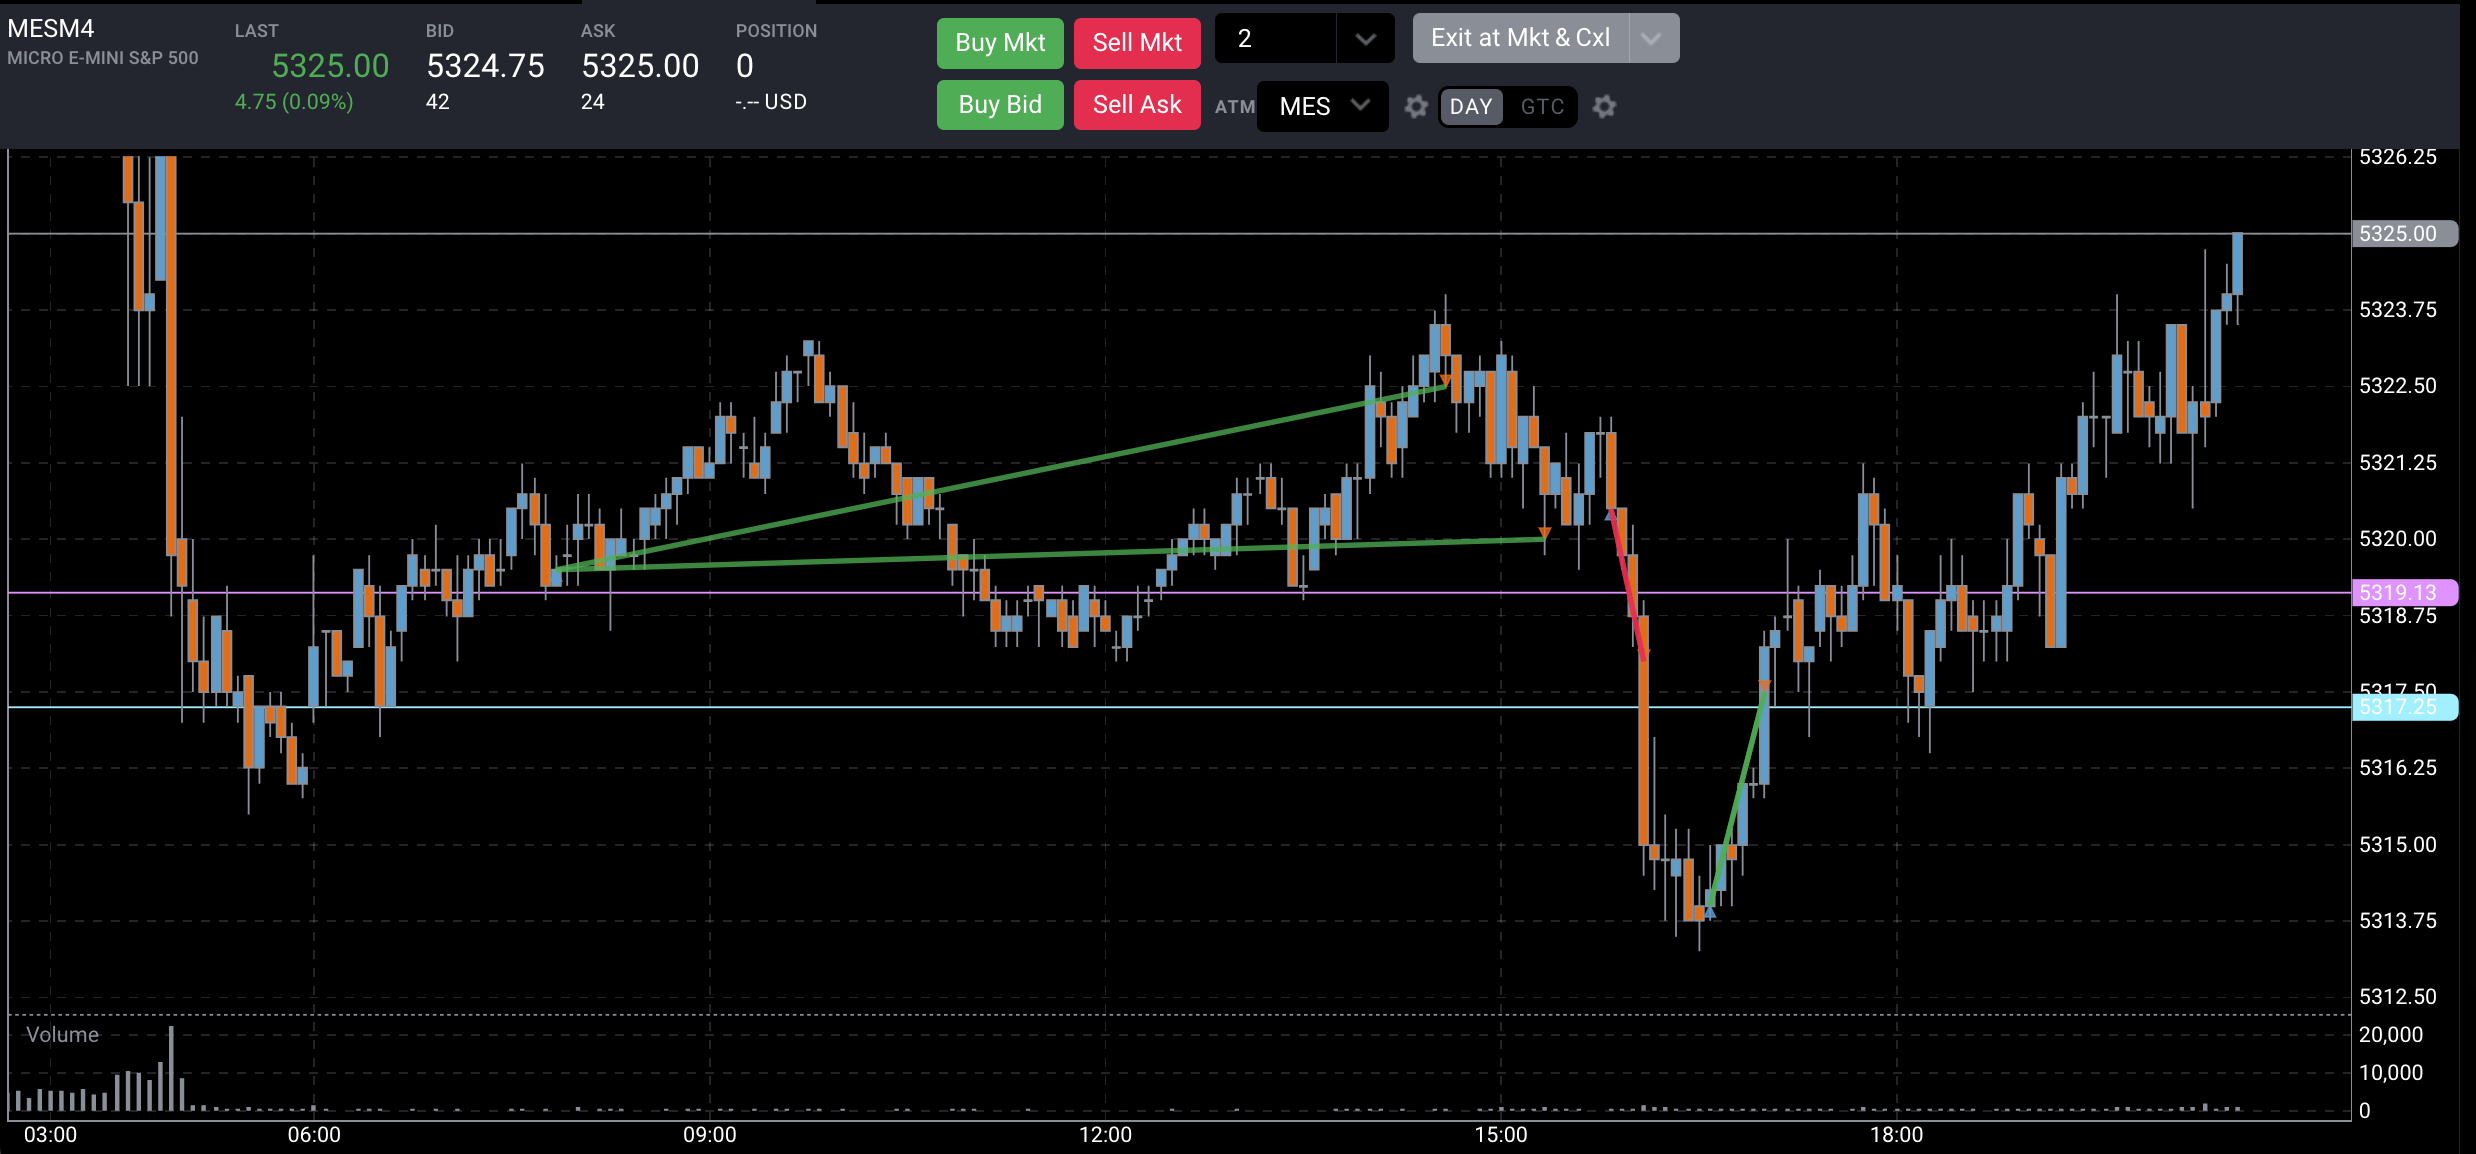 MESM4
MICRO E-MINI S&P 500
LAST
5325.00
4.75 (0.09%)
BID
5324.75
42
ASK
5325.00
24
POSITION
0
-.-- USD
Buy Mkt
Sell Mkt
2
Exit at Mkt & Cxl
Buy Bid
Sell Ask
ATM
MES
DAY
GTC
5326.25
5325.00
5323.75
5322.50
5321.25
5320.00
5319.13
5318.75
5317.50
5317.25
5316.25
5315.00
5313.75
5312.50
Volume
20,000
10,000
0
03:00
06:00
09:00
12:00
15:00
18:00